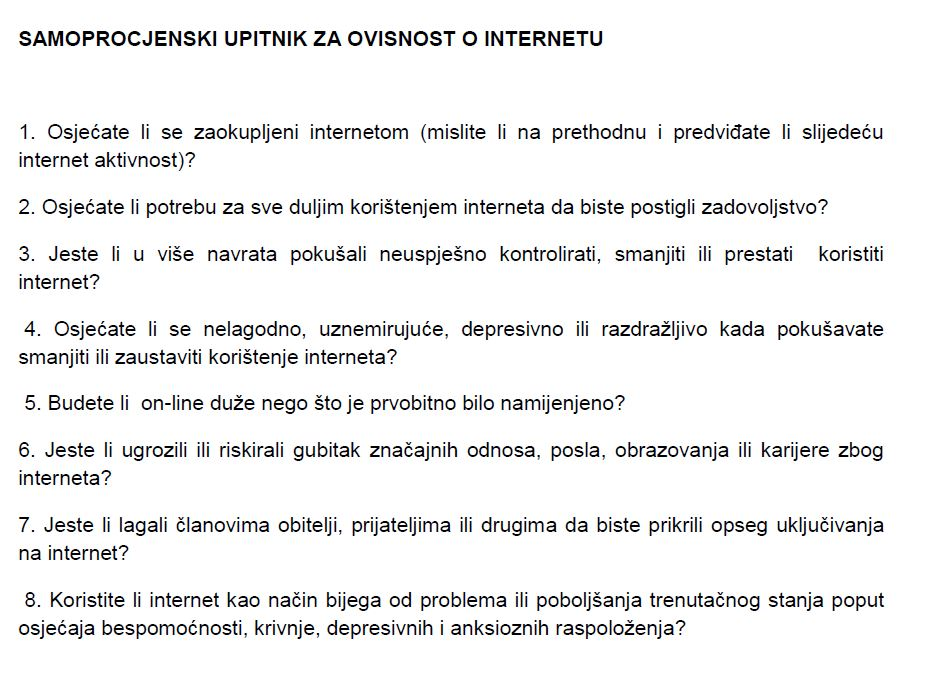 SAMOPROCJENSKI UPITNIK ZA OVISNOST O INTERNETU
1. Osjećate li se zaokupljeni internetom (mislite li na prethodnu i predviđate li slijedeću
internet aktivnost)?
2. Osjećate li potrebu za sve duljim korištenjem interneta da biste postigli zadovoljstvo?
3. Jeste li u više navrata pokušali neuspješno kontrolirati, smanjiti ili prestati koristiti
internet?
4. Osjećate li se nelagodno, uznemirujuće, depresivno ili razdražljivo kada pokušavate
smanjiti ili zaustaviti korištenje interneta?
5. Budete li on-line duže nego što je prvobitno bilo namijenjeno?
6. Jeste li ugrozili ili riskirali gubitak značajnih odnosa, posla, obrazovanja ili karijere zbog
interneta?
7. Jeste li lagali članovima obitelji, prijateljima ili drugima da biste prikrili opseg uključivanja
na internet?
8. Koristite li internet kao način bijega od problema ili poboljšanja trenutačnog stanja poput
osjećaja bespomoćnosti, krivnje, depresivnih i anksioznih raspoloženja?